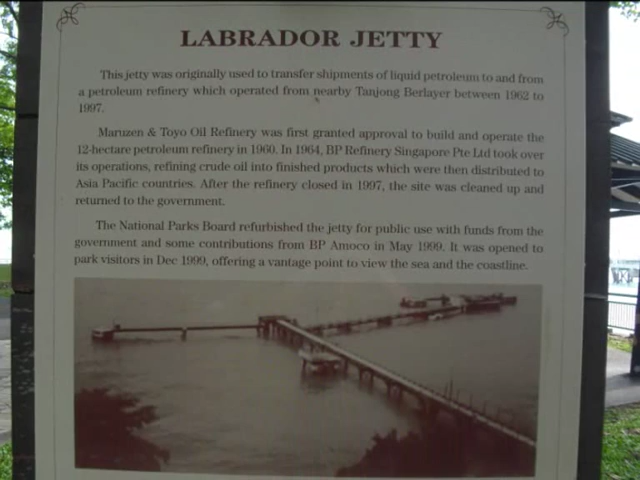 LABRADOR JETTY
This jetty was originally used to transfer shipments of liquid petroleum to and from
a petroleum refinery which operated from nearby Tanjong Berlayer between 1962 to
1997.
Maruzen & Toyo Oil Refinery was first granted approval to build and operate the
12-hectare petroleum refinery in 1960. In 1964, BP Refinery Singapore Pte Ltd took over
its operations, refining crude oil into finished products which were then distributed to
Asia Pacific countries. After the refinery closed in 1997, the site was cleaned up and
returned to the government.
The National Parks Board refurbished the jetty for public use with funds from the
government and some contributions from BP Amoco in May 1999. It was opened to
park visitors in Dec 1999, offering a vantage point to view the sea and the coastline.